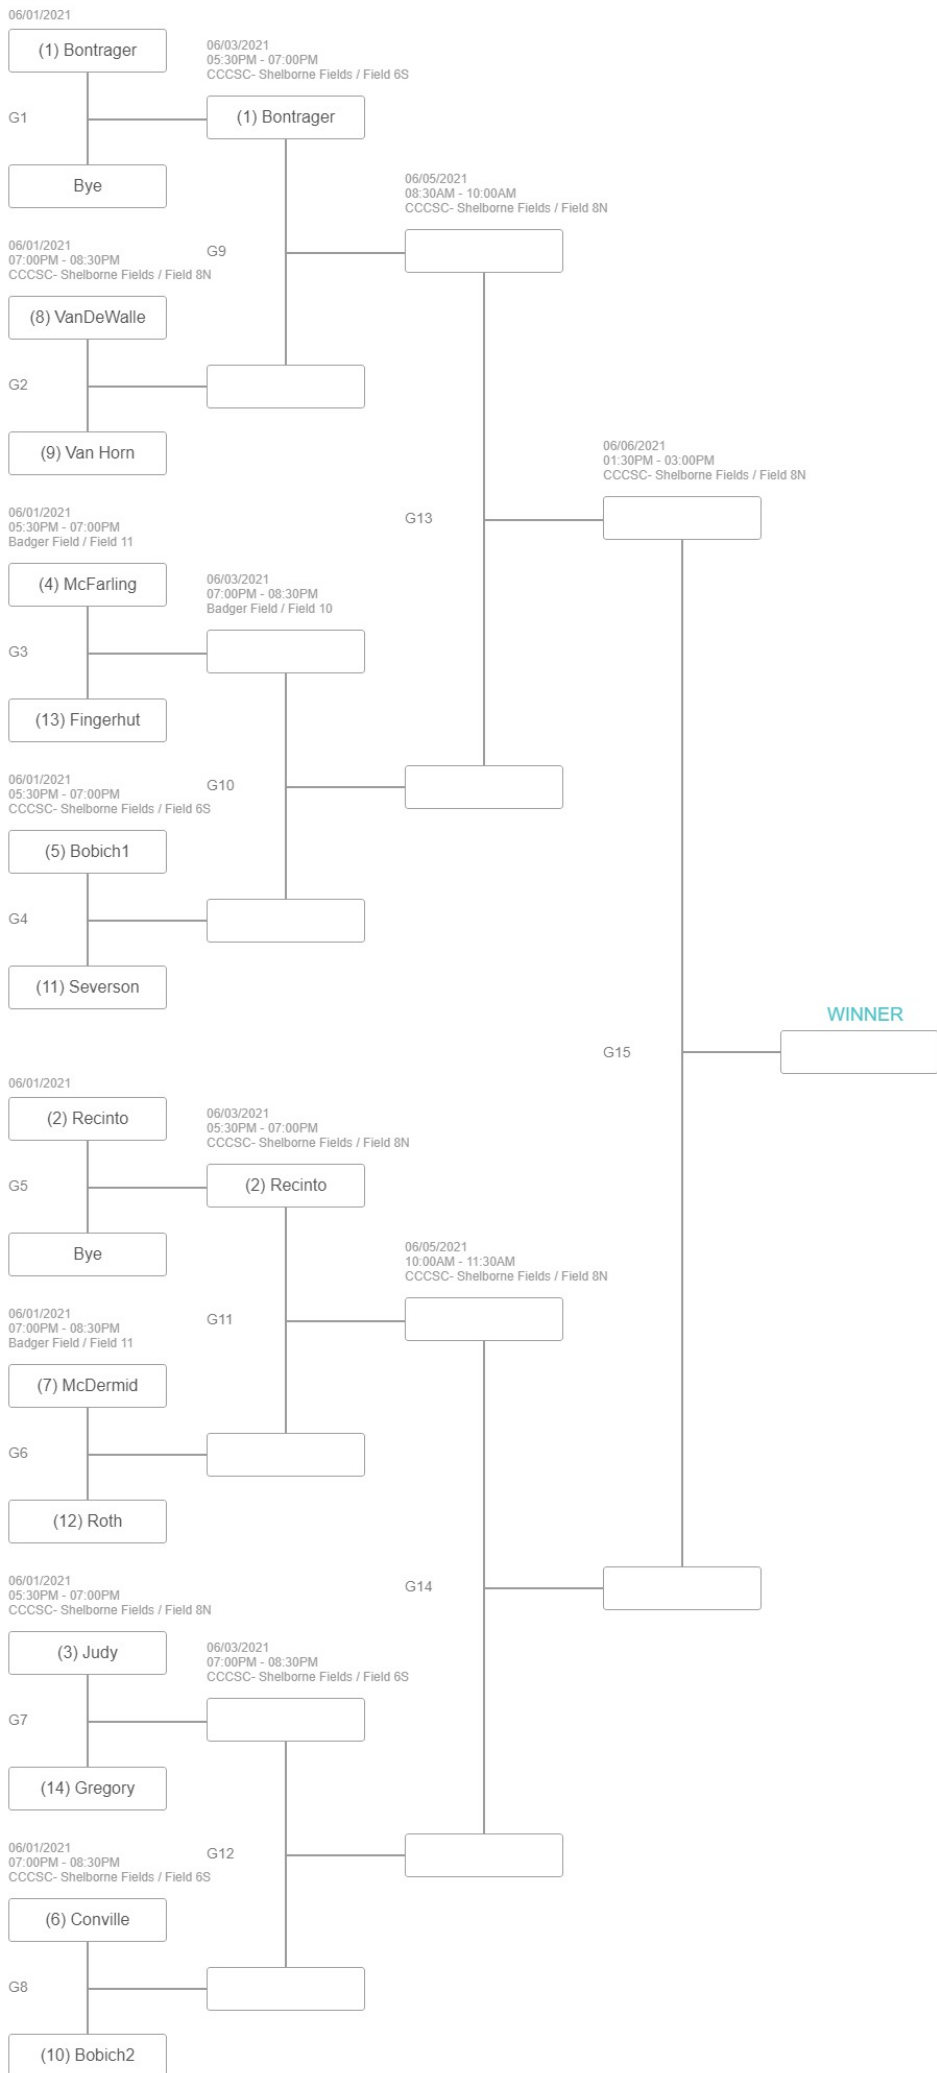 06/01/2021
(1) Bontrager
G1
Bye
06/01/2021
07:00PM - 08:30PM
CCCSC- Shelborne Fields / Field 8N
(8) VanDeWalle
G2
(9) Van Horn
06/01/2021
05:30PM - 07:00PM
Badger Field / Field 11
(4) McFarling
G3
(13) Fingerhut
06/01/2021
05:30PM - 07:00PM
CCCSC- Shelborne Fields / Field 6S
(5) Bobich1
G4
(11) Severson
06/01/2021
(2) Recinto
G5
Bye
06/01/2021
07:00PM - 08:30PM
Badger Field / Field 11
(7) McDermid
G6
(12) Roth
06/01/2021
05:30PM - 07:00PM
CCCSC- Shelborne Fields / Field 8N
(3) Judy
G7
(14) Gregory
06/01/2021
07:00PM - 08:30PM
CCCSC- Shelborne Fields / Field 6S
(6) Conville
G8
(10) Bobich2
06/03/2021
05:30PM - 07:00PM
CCCSC- Shelborne Fields / Field 6S
(1) Bontrager
G9
06/03/2021
07:00PM - 08:30PM
Badger Field / Field 10
G10
06/03/2021
05:30PM - 07:00PM
CCCSC- Shelborne Fields / Field 8N
(2) Recinto
G11
06/03/2021
07:00PM - 08:30PM
CCCSC- Shelborne Fields / Field 6S
G12
06/05/2021
08:30AM - 10:00AM
CCCSC- Shelborne Fields / Field 8N
G13
06/05/2021
10:00AM - 11:30AM
CCCSC- Shelborne Fields / Field 8N
G14
06/06/2021
01:30PM - 03:00PM
CCCSC- Shelborne Fields / Field 8N
G15
WINNER